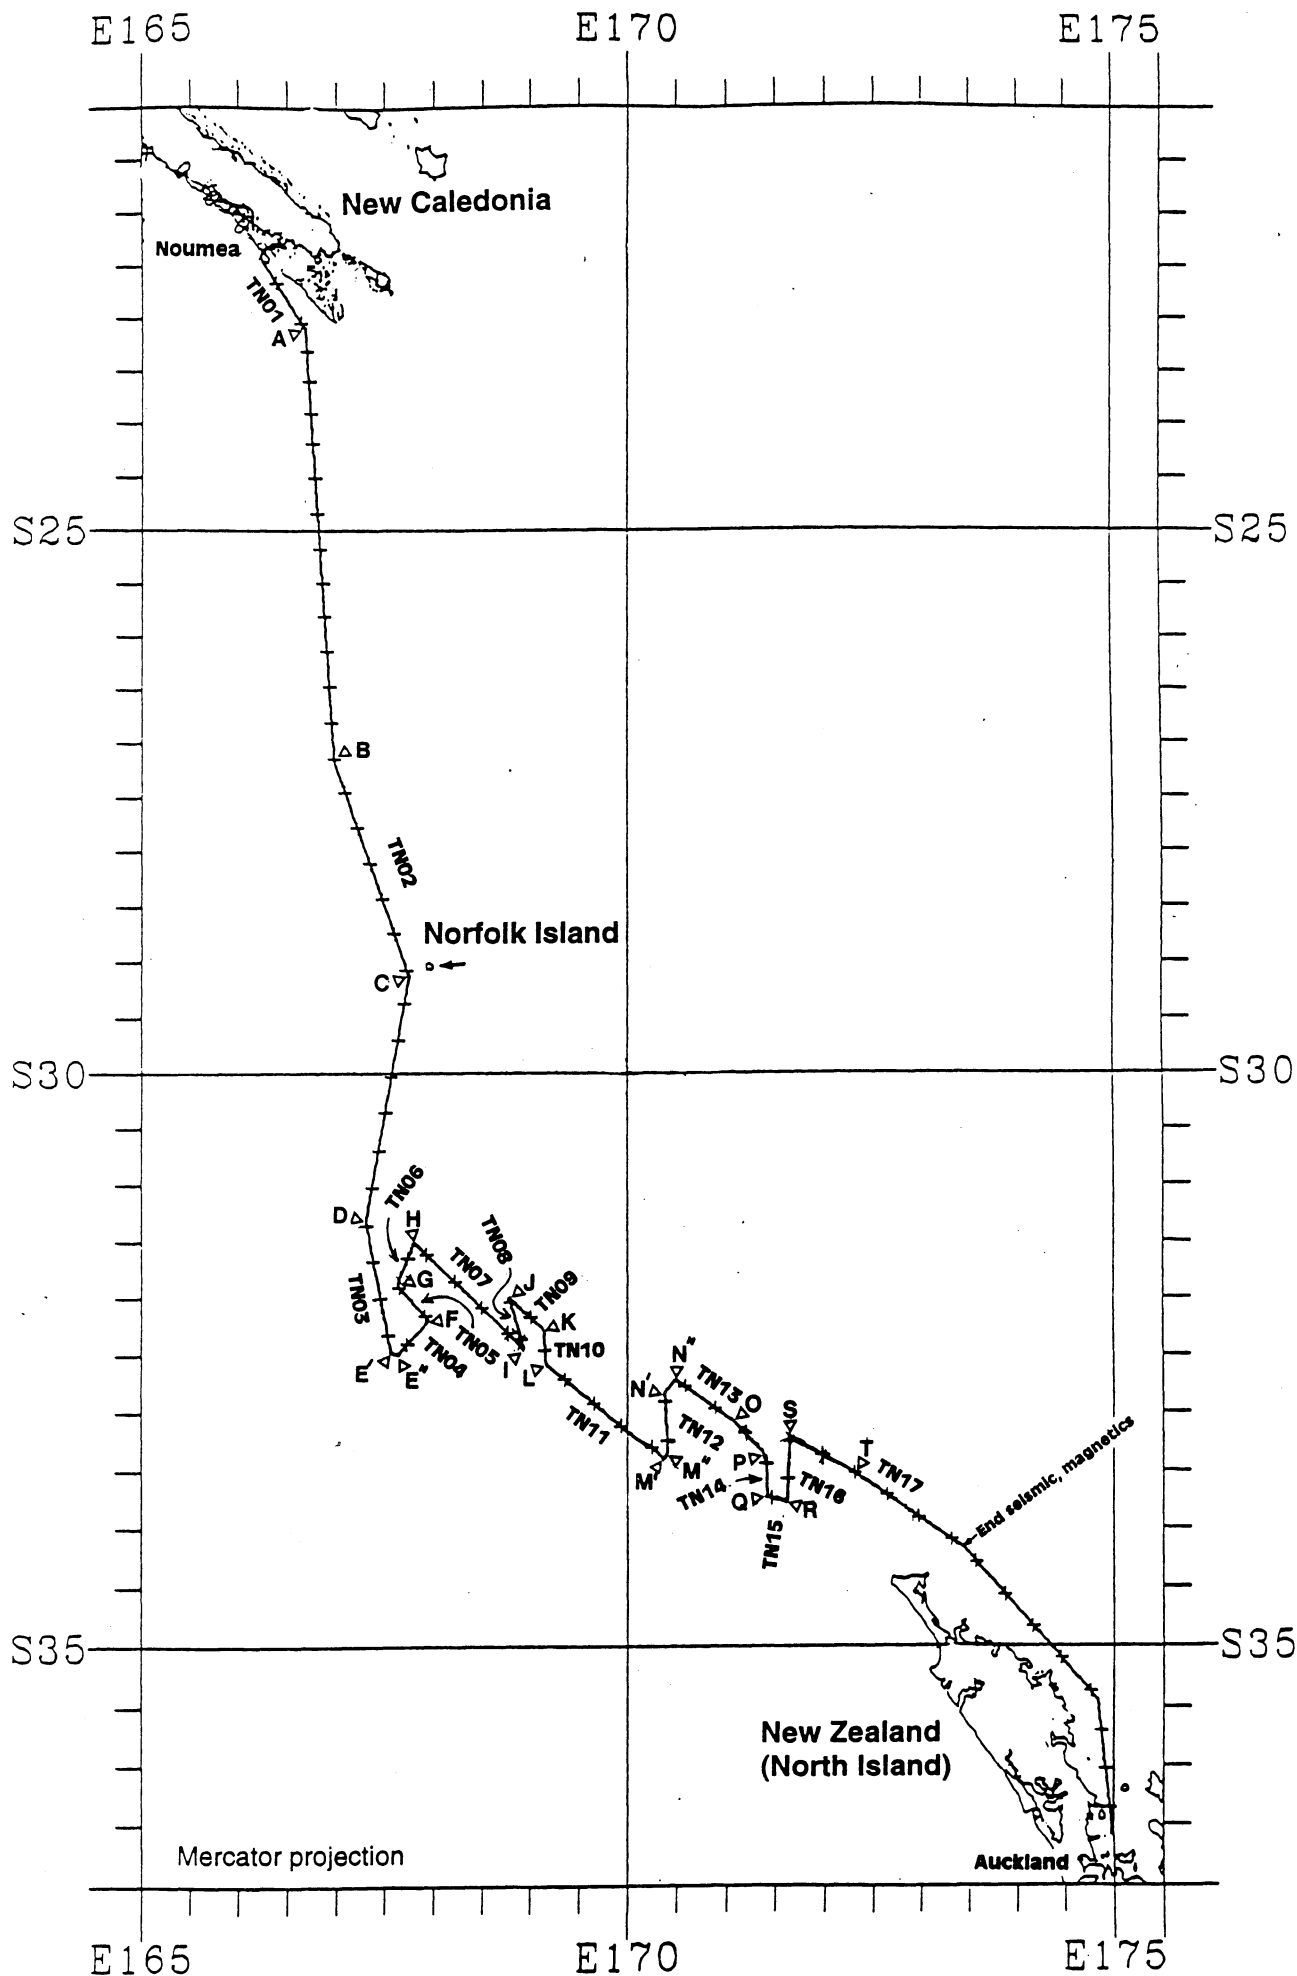 E165 E170 E175
New Caledonia
Noumea
TN01
A
S25 S25
B
TN02
Norfolk Island
C
S30 S30
TN06
D
H
TN08
G
TN07
J
TN09
TN03
F
K
TN05
TN04
TN10
E'
E"
I
L
N"
N'
TN13
O
S
TN11
TN12
End seismic, magnetics
T
TN17
P
M'
M"
TN14
TN16
Q
R
TN15
S35 S35
New Zealand
(North Island)
Mercator projection
Auckland
E165 E170 E175